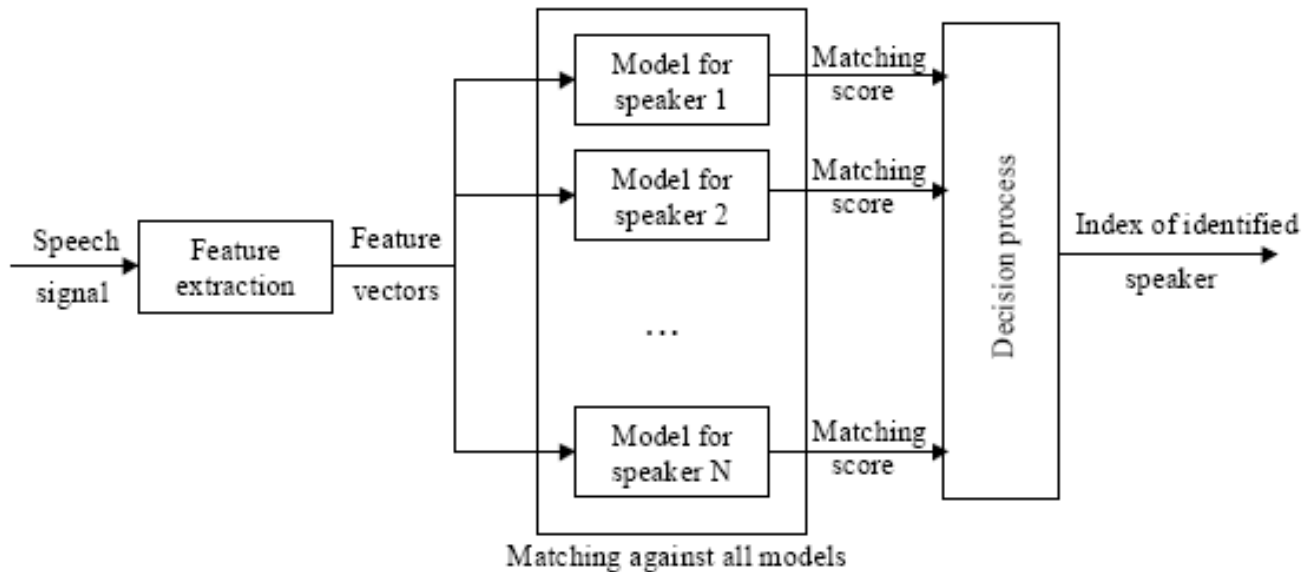 Speech
signal
Feature
extraction
Feature
vectors
Model for
speaker 1
Model for
speaker 2
...
Model for
speaker N
Matching against all models
Matching
score
Matching
score
Matching
score
Decision process
Index of identified
speaker